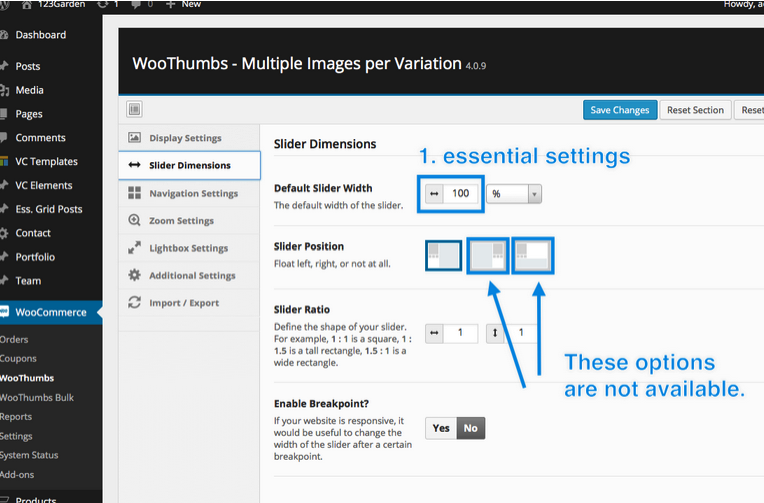 123Garden
1
0
New
Howdy, a
Dashboard
Posts
Media
Pages
Comments
VC Templates
VC Elements
Ess. Grid Posts
Contact
Portfolio
Team
WooCommerce
Orders
Coupons
WooThumbs
WooThumbs Bulk
Reports
Settings
System Status
Add-ons
Products
WooThumbs - Multiple Images per Variation 4.0.9
Save Changes
Reset Section
Reset
Display Settings
Slider Dimensions
Navigation Settings
Zoom Settings
Lightbox Settings
Additional Settings
Import / Export
Slider Dimensions
1. essential settings
Default Slider Width
The default width of the slider.
100
%
Slider Position
Float left, right, or not at all.
Slider Ratio
Define the shape of your slider.
For example, 1 : 1 is a square, 1 :
1.5 is a tall rectangle, 1.5 : 1 is a
wide rectangle.
1
1
These options
are not available.
Enable Breakpoint?
If your website is responsive, it
would be useful to change the
width of the slider after a certain
breakpoint.
Yes
No